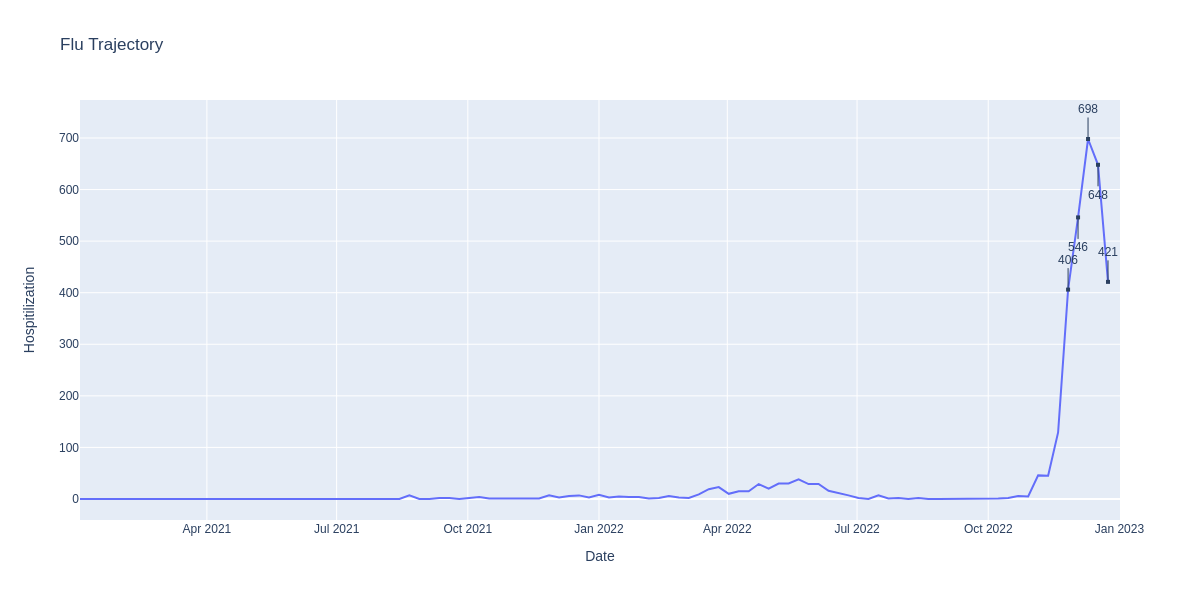 Flu Trajectory
698
700
648
600
546
500
421
406
400
300
200
100
0
Hospitilization
Apr 2021
Jul 2021
Oct 2021
Jan 2022
Apr 2022
Jul 2022
Oct 2022
Jan 2023
Date